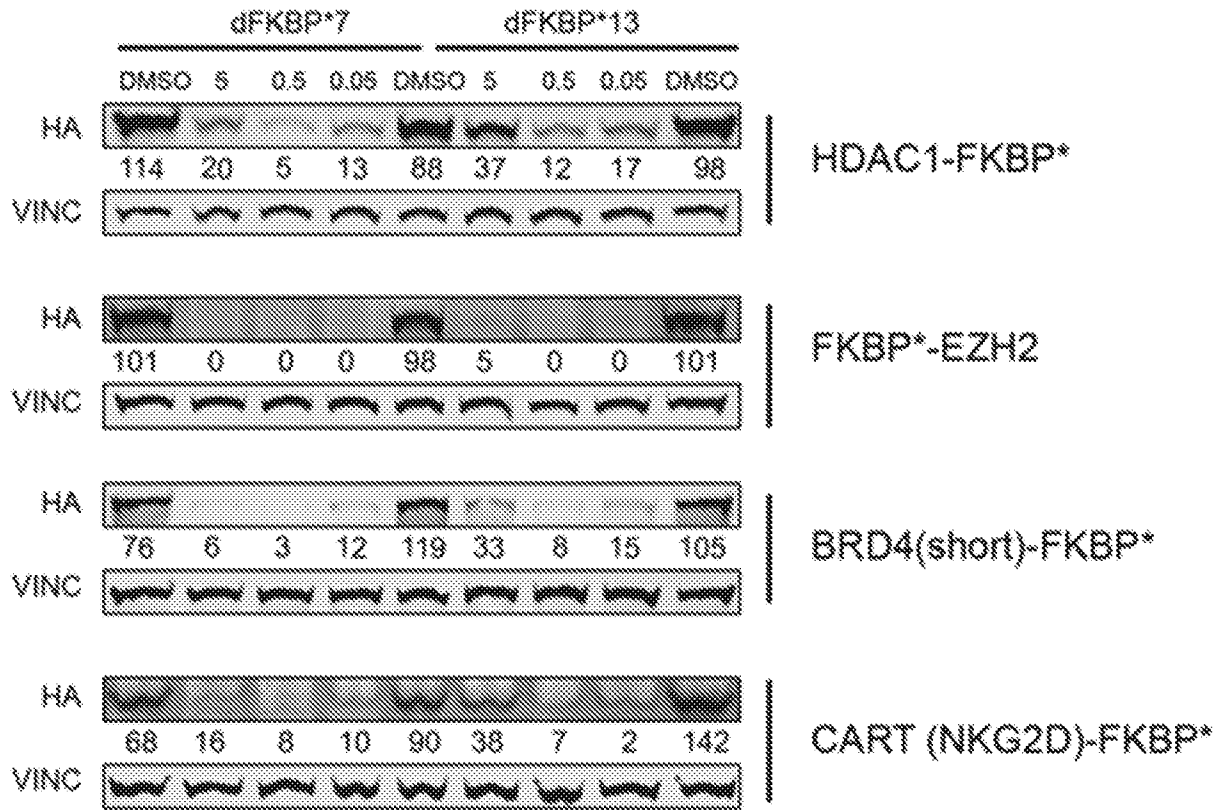 dFKBP*7 dFKBP*13
DMSO 5 0.5 0.05 DMSO 5 0.5 0.05 DMSO
HA
114 20 5 13 88 37 12 17 98
HDAC1-FKBP*
VINC
HA
101 0 0 0 98 5 0 0 101
FKBP*-EZH2
VINC
HA
76 6 3 12 119 33 8 15 105
BRD4(short)-FKBP*
VINC
HA
68 16 8 10 90 38 7 2 142
CART (NKG2D)-FKBP*
VINC